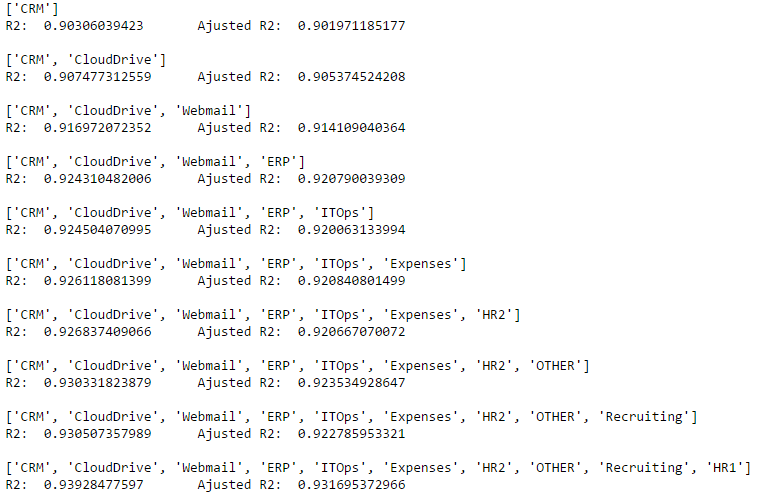 ['CRM']
R2:  0.90306039423       Ajusted R2:  0.901971185177
['CRM', 'CloudDrive']
R2:  0.907477312559      Ajusted R2:  0.905374524208
['CRM', 'CloudDrive', 'Webmail']
R2:  0.916972072352      Ajusted R2:  0.914109040364
['CRM', 'CloudDrive', 'Webmail', 'ERP']
R2:  0.924310482006      Ajusted R2:  0.920790039309
['CRM', 'CloudDrive', 'Webmail', 'ERP', 'ITOps']
R2:  0.924504070995      Ajusted R2:  0.920063133994
['CRM', 'CloudDrive', 'Webmail', 'ERP', 'ITOps', 'Expenses']
R2:  0.926118081399      Ajusted R2:  0.920840801499
['CRM', 'CloudDrive', 'Webmail', 'ERP', 'ITOps', 'Expenses', 'HR2']
R2:  0.926837409066      Ajusted R2:  0.920667070072
['CRM', 'CloudDrive', 'Webmail', 'ERP', 'ITOps', 'Expenses', 'HR2', 'OTHER']
R2:  0.930331823879      Ajusted R2:  0.923534928647
['CRM', 'CloudDrive', 'Webmail', 'ERP', 'ITOps', 'Expenses', 'HR2', 'OTHER', 'Recruiting']
R2:  0.930507357989      Ajusted R2:  0.922785953321
['CRM', 'CloudDrive', 'Webmail', 'ERP', 'ITOps', 'Expenses', 'HR2', 'OTHER', 'Recruiting', 'HR1']
R2:  0.93928477597       Ajusted R2:  0.931695372966